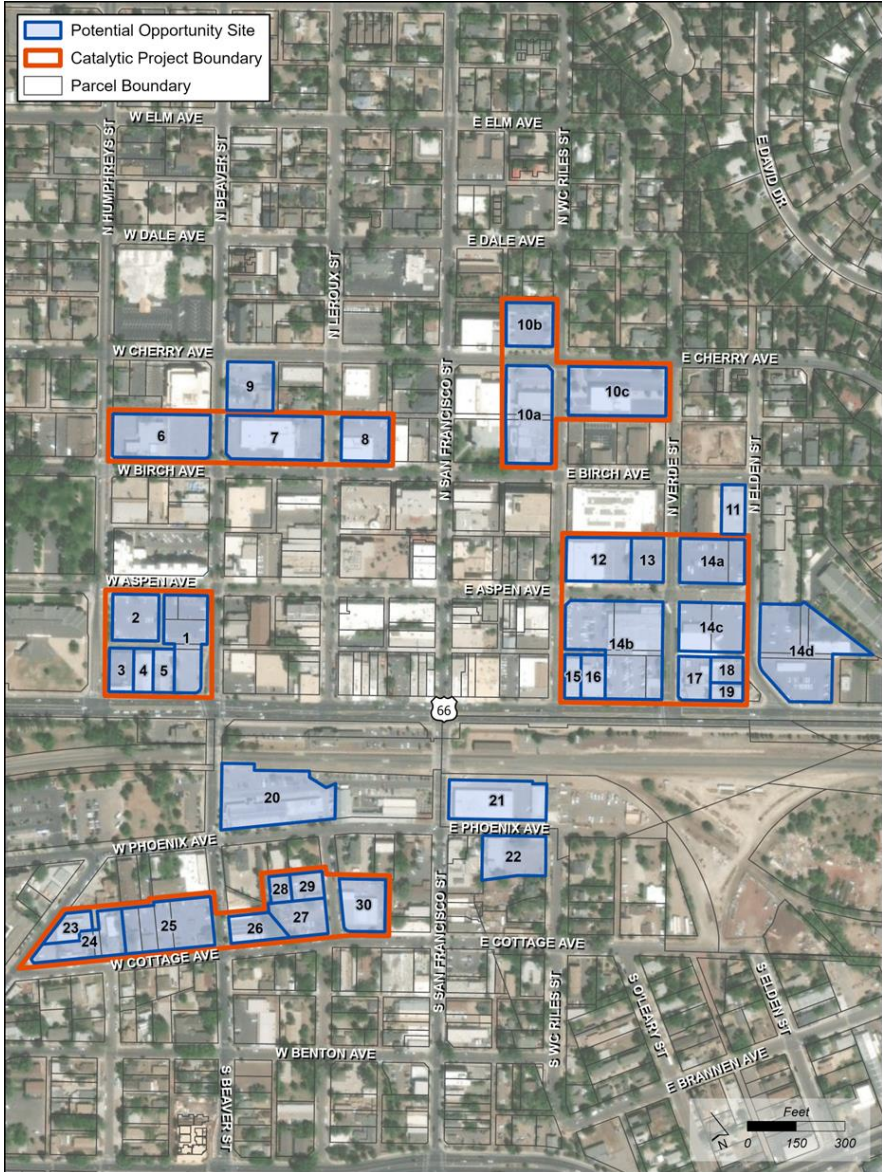 Potential Opportunity Site
Catalytic Project Boundary
Parcel Boundary
W ELM AVE
E ELM AVE
N HUMPHREYS ST
N BEAVER ST
N WC RILES ST
E DAVID DR
W DALE AVE
E DALE AVE
N LEROUX ST
10b
W CHERRY AVE
E CHERRY AVE
9
10c
10a
N SAN FRANCISCO ST
6
7
8
N VERDE ST
N ELDEN ST
W BIRCH AVE
E BIRCH AVE
11
12
13
14a
W ASPEN AVE
E ASPEN AVE
2
1
14b
14c
14d
3
4
5
15
16
17
18
19
66
20
21
E PHOENIX AVE
W PHOENIX AVE
22
28
29
23
24
25
26
27
30
W COTTAGE AVE
E COTTAGE AVE
S SAN FRANCISCO ST
S WC RILES ST
S O'LEARY ST
S ELDEN ST
W BENTON AVE
S BEAVER ST
E BRANNEN AVE
N
Feet
0 150 300